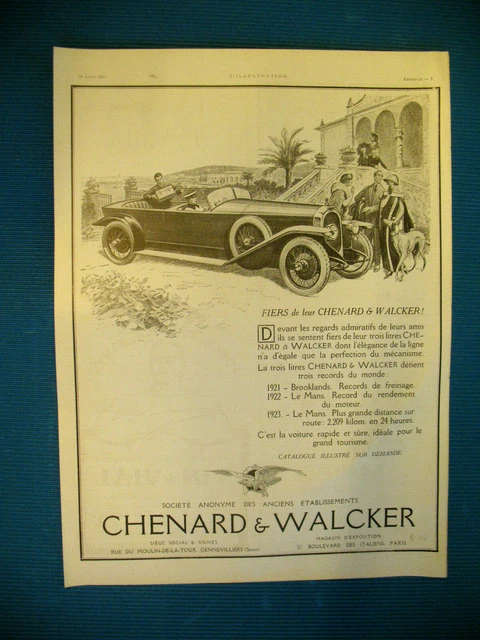 L'ILLUSTRATION
FIERS de leur CHENARD & WALCKER!
Devant les regards admiratifs de leurs amis
ils se sentent fiers de leur trois litres CHE-
NARD & WALCKER dont l'élégance de la ligne
n'a d'égale que la perfection du mécanisme.
La trois litres CHENARD & WALCKER détient
trois records du monde:
1921 - Brooklands. Records de freinage.
1922 - Le Mans. Record du rendement
du moteur
1923. - Le Mans. Plus grande distance sur
route: 2.209 kilom. en 24 heures.
C'est la voiture rapide et sûre, idéale pour le
grand tourisme.
CATALOGUE ILLUSTRÉ SUR DEMANDE
SOCIÉTÉ ANONYME DES ANCIENS ETABLISSEMENTS
CHENARD & WALCKER
SIÈGE SOCIAL & USINES
RUE DU MOULIN-DE-LA-TOUR, GENNEVILLIERS (Seine)
MAGASIN D'EXPOSITION
BOULEVARD DES ITALIENS PARIS